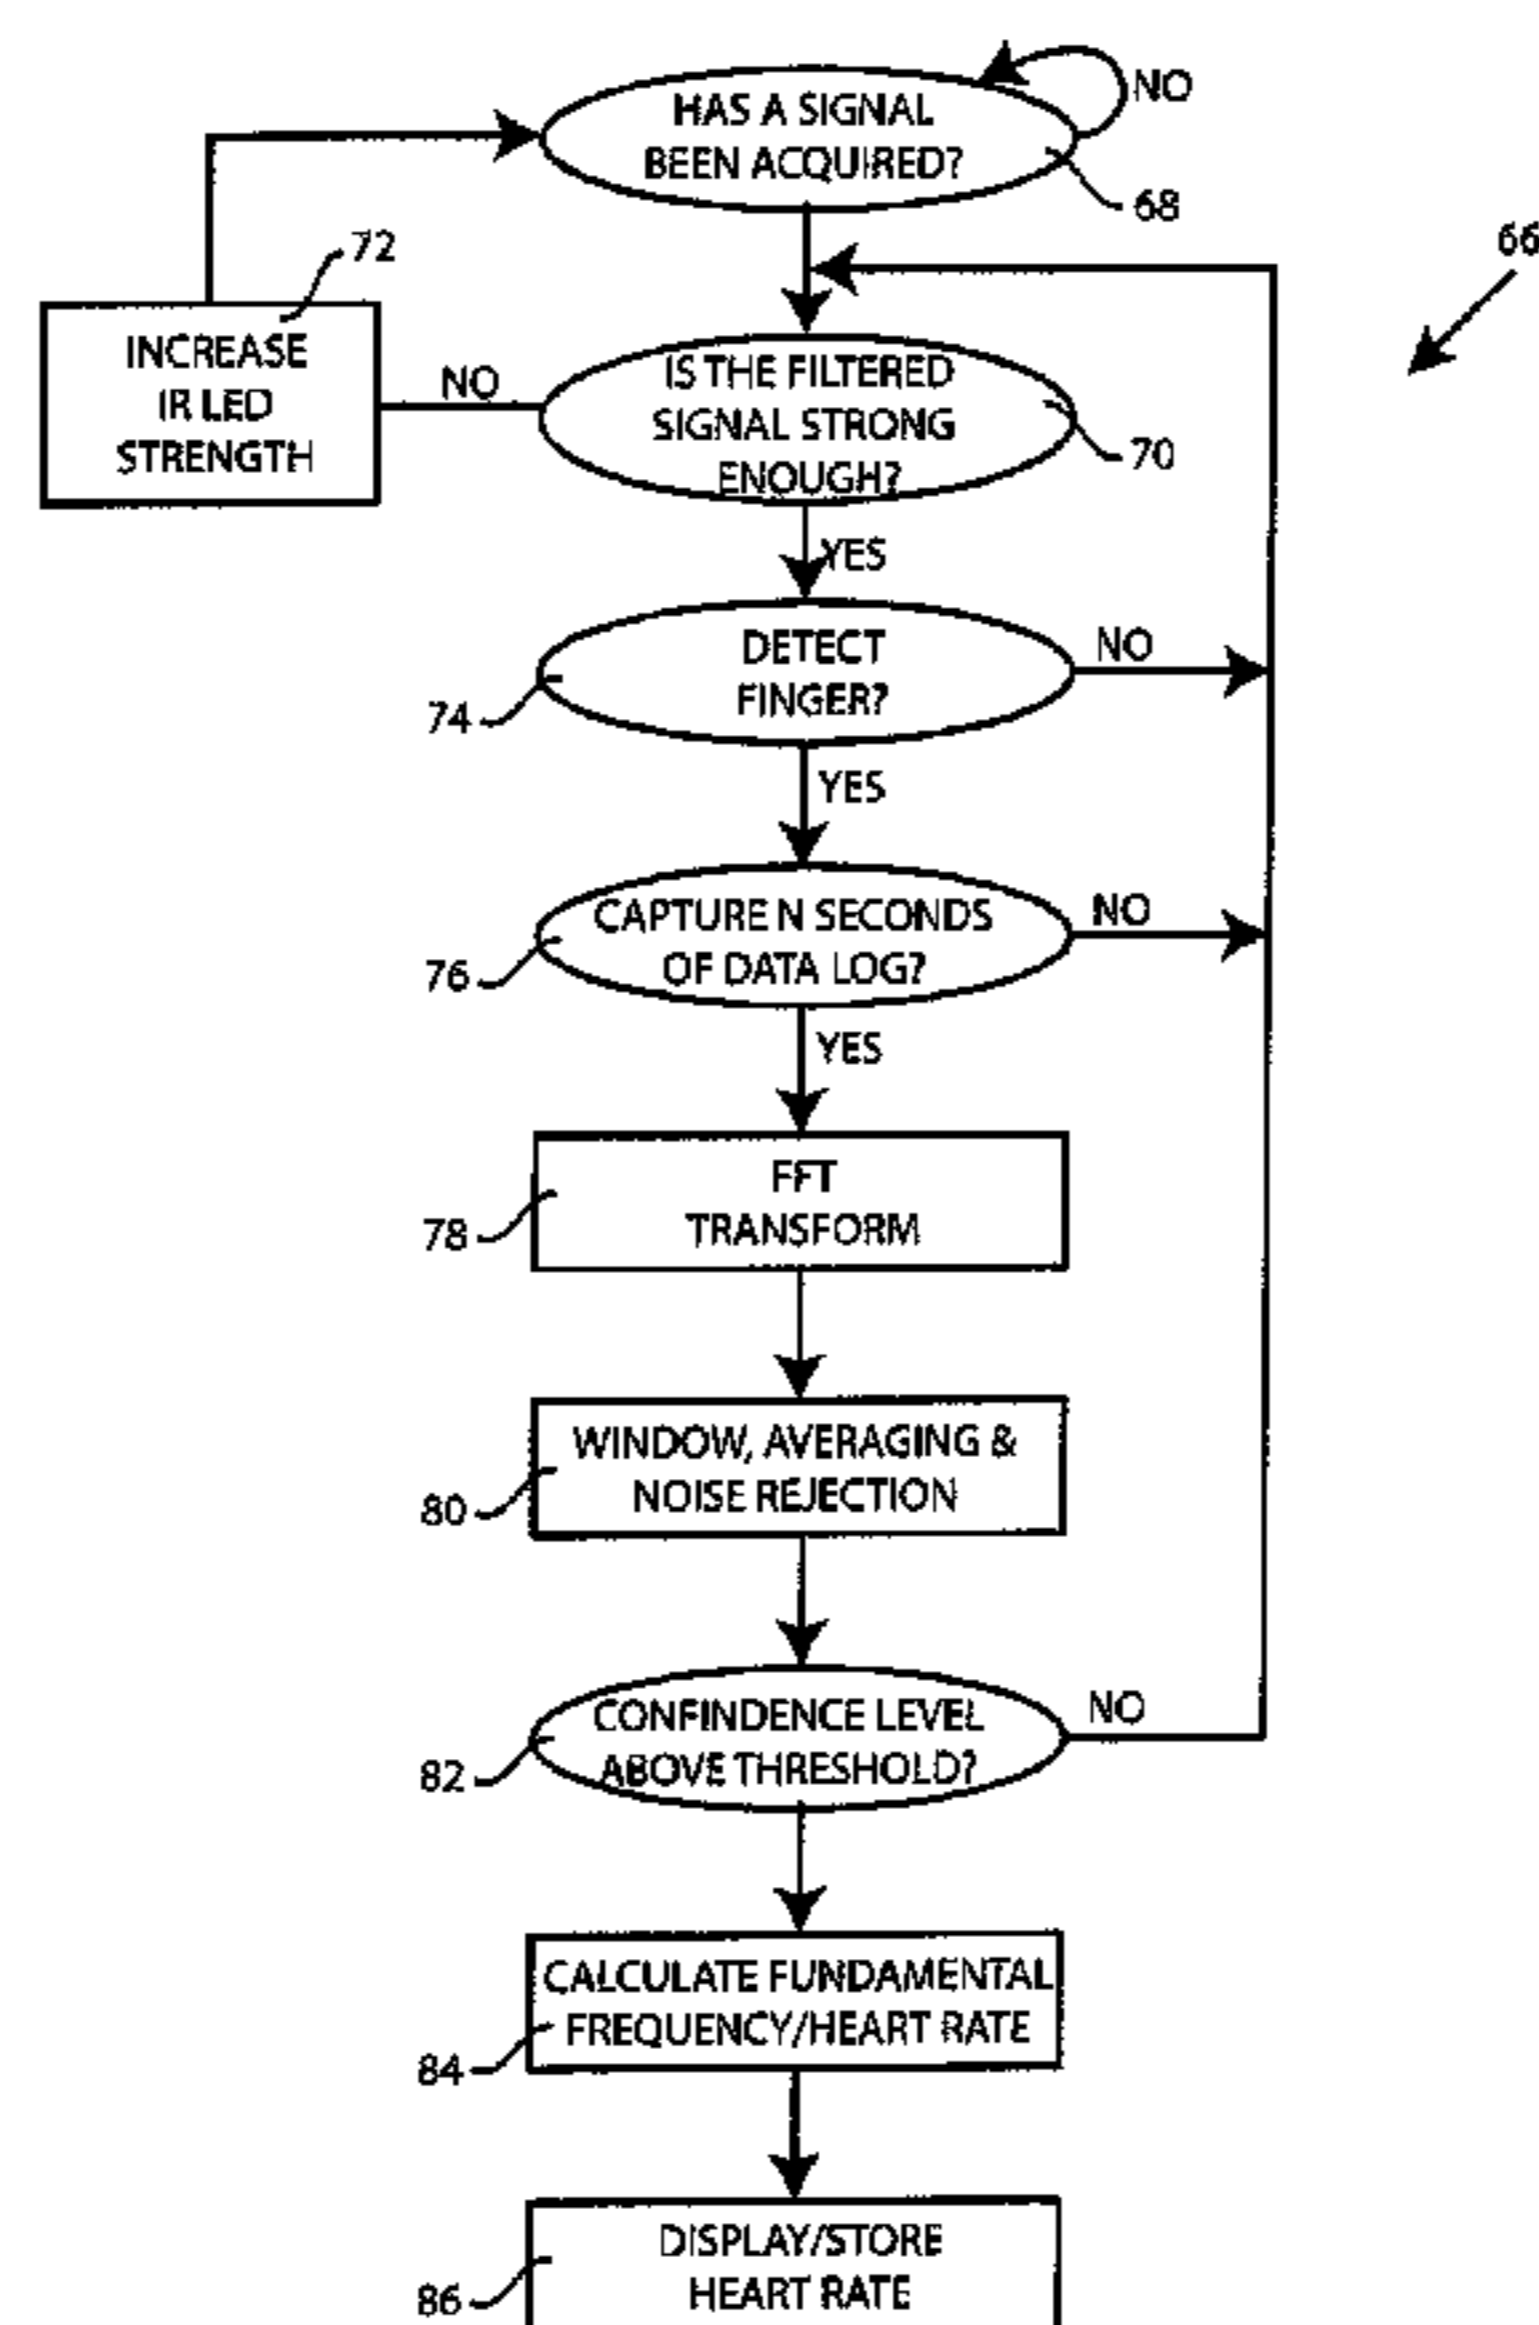 HAS A SIGNAL
BEEN ACQUIRED?
NO
68
66
72
INCREASE
IR LED
STRENGTH
NO
IS THE FILTERED
SIGNAL STRONG
ENOUGH?
70
YES
DETECT
FINGER?
NO
74
YES
CAPTURE N SECONDS
OF DATA LOG?
NO
76
YES
FFT
TRANSFORM
78
WINDOW, AVERAGING &
NOISE REJECTION
80
CONFINDENCE LEVEL
ABOVE THRESHOLD?
NO
82
CALCULATE FUNDAMENTAL
FREQUENCY/HEART RATE
84
DISPLAY/STORE
HEART RATE
86